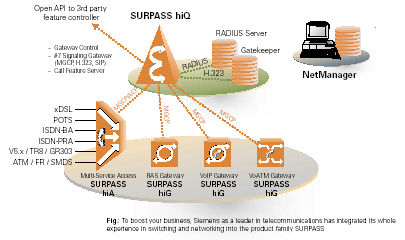 Open API to 3rd party
feature controller
SURPASS hiQ
– Gateway Control
– #7 Signaling Gateway
(MGCP, H.323, SIP)
– Call Feature Server
RADIUS Server
Gatekeeper
RADIUS
H.323
NetManager
xDSL
POTS
ISDN-BA
ISDN-PRA
V5.x / TR8 / GR303
ATM / FR / SMDS
MGCP
MGCP
MGCP
Multi-Service Access
SURPASS
hiA
RAS Gateway
SURPASS
hiG
VoIP Gateway
SURPASS
hiG
VoATM Gateway
SURPASS
hiG
Fig.: To boost your business, Siemens as a leader in telecommunications has integrated its whole
experience in switching and networking into the product family SURPASS